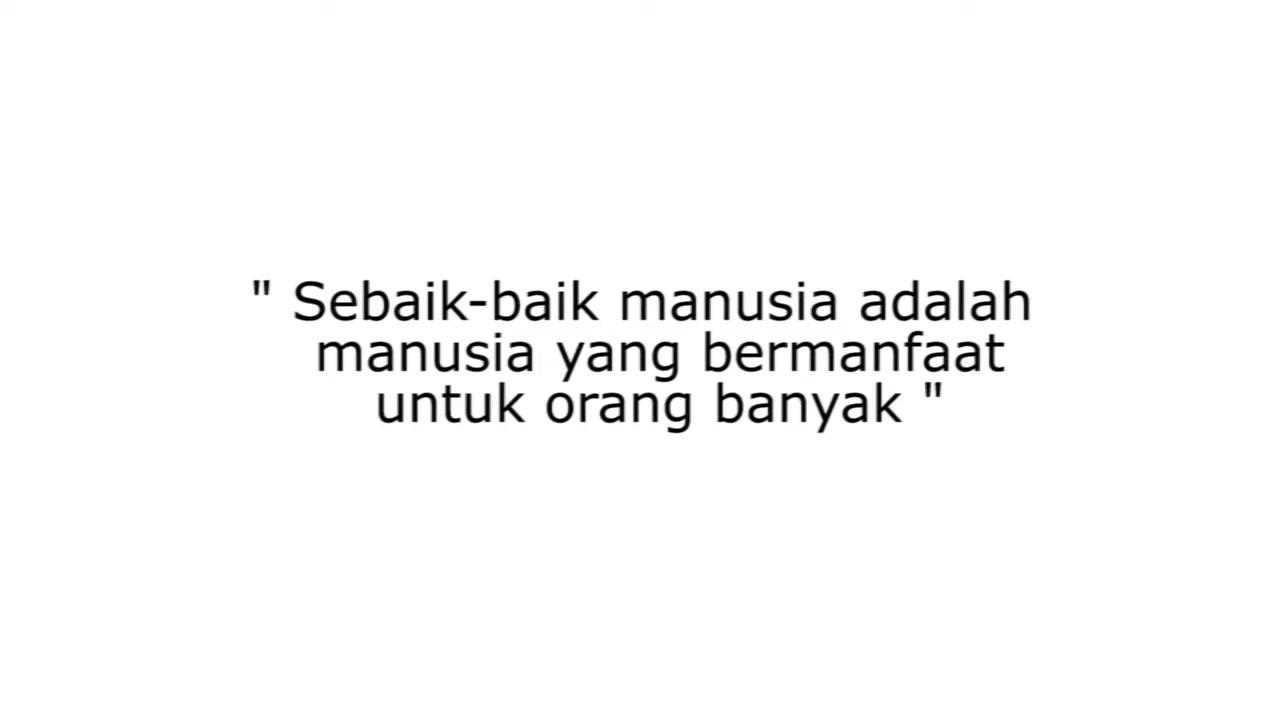 " Sebaik-baik manusia adalah
manusia yang bermanfaat
untuk orang banyak "